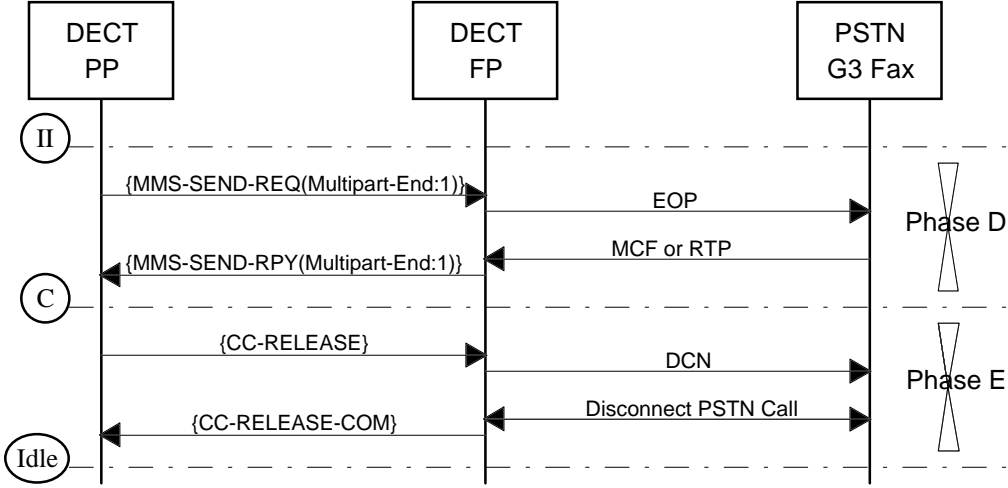 DECT
PP
DECT
FP
PSTN
G3 Fax
II
{MMS-SEND-REQ(Multipart-End:1)}
EOP
Phase D
MCF or RTP
{MMS-SEND-RPY(Multipart-End:1)}
C
{CC-RELEASE}
DCN
Phase E
Disconnect PSTN Call
{CC-RELEASE-COM}
Idle